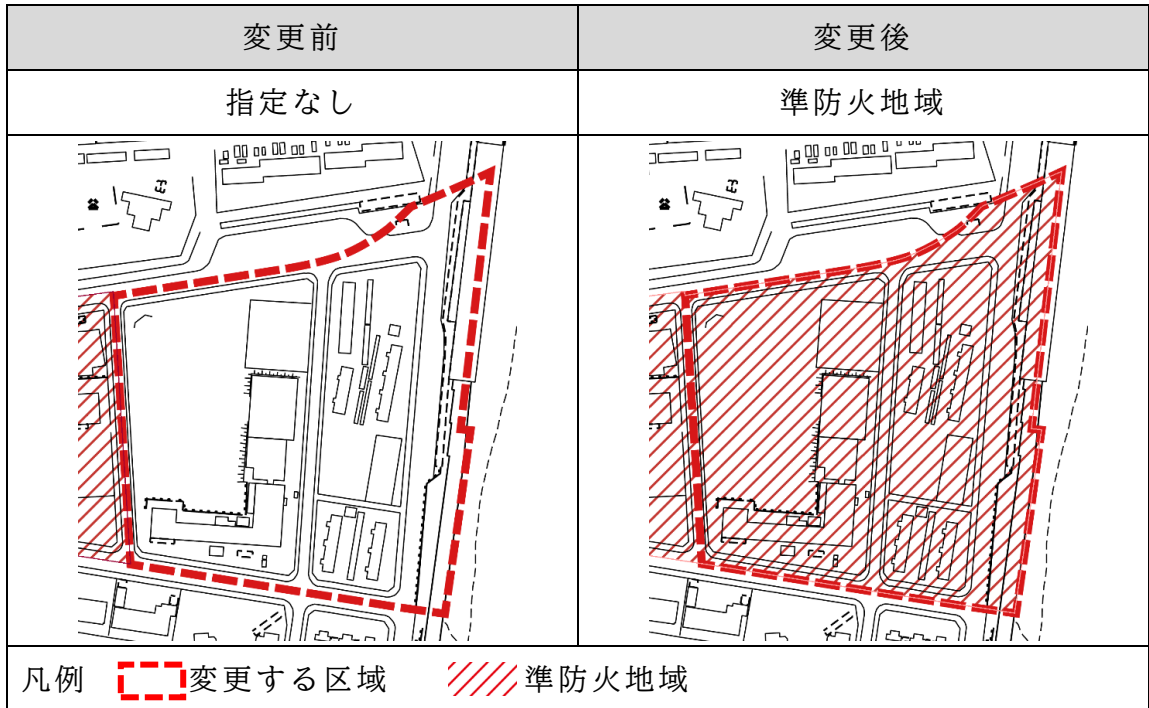 変更前
変更後
指定なし
準防火地域
凡例 変更する区域 準防火地域